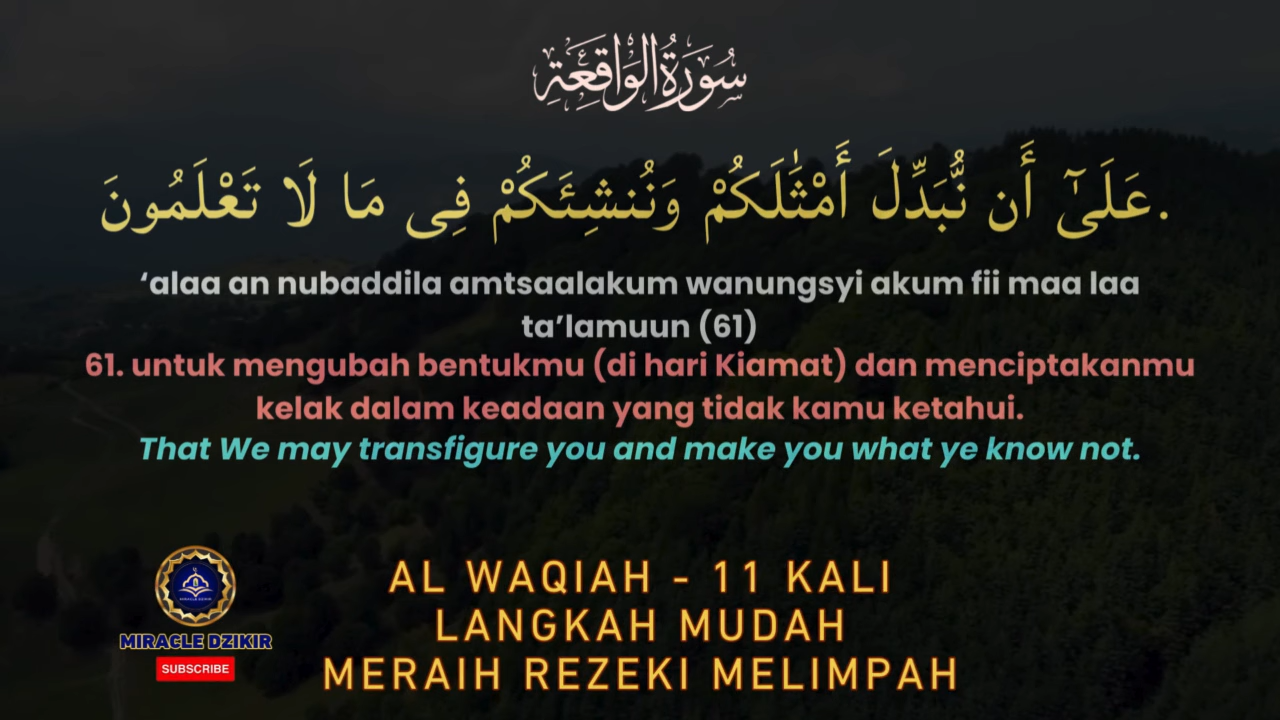 سُورَةُ الوَاقِعَةِ
عَلَىٰٓ أَن نُّبَدِّلَ أَمْثَٰلَكُمْ وَنُنشِئَكُمْ فِى مَا لَا تَعْلَمُونَ.
‘alaa an nubaddila amtsaalakum wanungsyi akum fii maa laa
ta’lamuun (61)
61. untuk mengubah bentukmu (di hari Kiamat) dan menciptakanmu
kelak dalam keadaan yang tidak kamu ketahui.
That We may transfigure you and make you what ye know not.
MIRACLE DZIKIR
MIRACLE DZIKIR
SUBSCRIBE
AL WAQIAH - 11 KALI
LANGKAH MUDAH
MERAIH REZEKI MELIMPAH